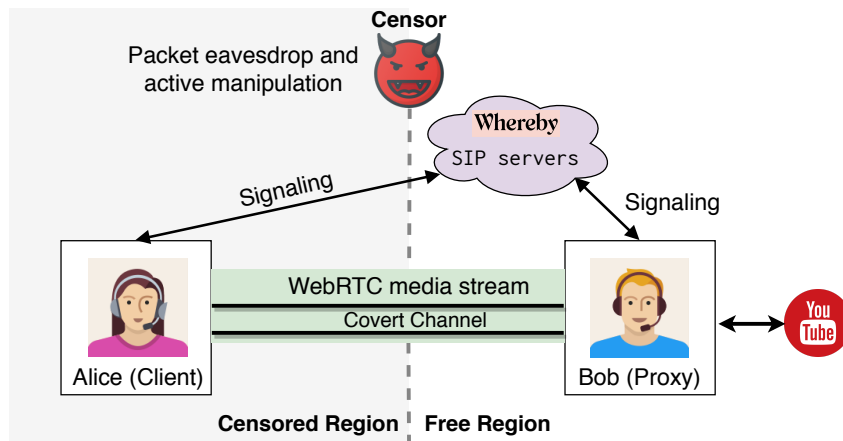 Censor
Packet eavesdrop and
active manipulation
Whereby
SIP servers
Signaling
Signaling
WebRTC media stream
Covert Channel
Alice (Client)
Bob (Proxy)
You
Tube
Censored Region
Free Region